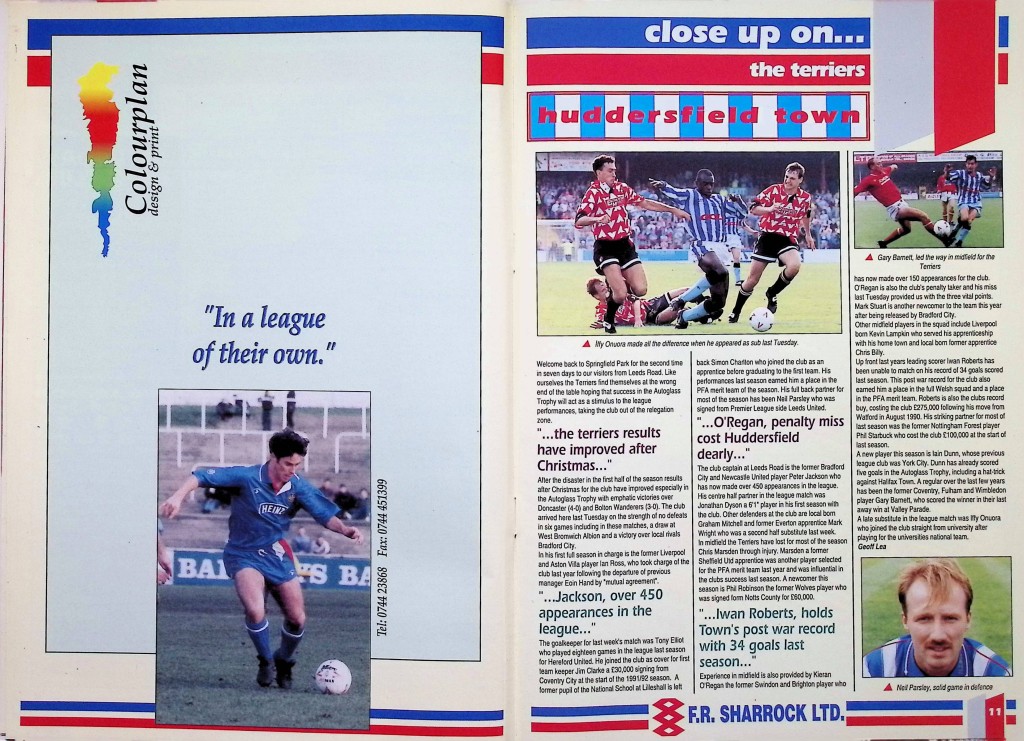 Colourplan
design & print
"In a league
of their own."
HEINZ
BAR
YS BA
Tel: 0744 23868 Fax: 0744 451399
close up on...
the terriers
huddersfield town
Iffy Onuora made all the difference when he appeared as sub last Tuesday.
Welcome back to Springfield Park for the second time
in seven days to our visitors from Leeds Road. Like
ourselves the Terriers find themselves at the wrong
end of the table hoping that success in the Autoglass
Trophy will act as a stimulus to the league
performances, taking the club out of the relegation
zone.
"...the terriers results
have improved after
Christmas..."
After the disaster in the first half of the season results
after Christmas for the club have improved especially in
the Autoglass Trophy with emphatic victories over
Doncaster (4-0) and Bolton Wanderers (3-0). The club
arrived here last Tuesday on the strength of no defeats
in six games including in these matches, a draw at
West Bromwich Albion and a victory over local rivals
Bradford City.
In his first full season in charge is the former Liverpool
and Aston Villa player Ian Ross, who took charge of the
club last year following the departure of previous
manager Eoin Hand by "mutual agreement".
"...Jackson, over 450
appearances in the
league..."
The goalkeeper for last week's match was Tony Elliot
who played eighteen games in the league last season
for Hereford United. He joined the club as cover for first
team keeper Jim Clarke a £30,000 signing from
Coventry City at the start of the 1991/92 season. A
former pupil of the National School at Lilleshall is left
back Simon Charlton who joined the club as an
apprentice before graduating to the first team. His
performances last season earned him a place in the
PFA merit team of the season. His full back partner for
most of the season has been Neil Parsley who was
signed from Premier League side Leeds United.
"...O'Regan, penalty miss
cost Huddersfield
dearly..."
The club captain at Leeds Road is the former Bradford
City and Newcastle United player Peter Jackson who
has now made over 450 appearances in the league.
His centre half partner in the league match was
Jonathan Dyson a 6'1" player in his first season with
the club. Other defenders at the club are local born
Graham Mitchell and former Everton apprentice Mark
Wright who was a second half substitute last week.
In midfield the Terriers have lost for most of the season
Chris Marsden through injury. Marsden a former
Sheffield Utd apprentice was another player selected
for the PFA merit team last year and was influential in
the clubs success last season. A newcomer this
season is Phil Robinson the former Wolves player who
was signed form Notts County for £60,000.
"...Iwan Roberts, holds
Town's post war record
with 34 goals last
season..."
Experience in midfield is also provided by Kieran
O'Regan the former Swindon and Brighton player who
Gary Barnett, led the way in midfield for the
Terriers
has now made over 150 appearances for the club.
O'Regan is also the club's penalty taker and his miss
last Tuesday provided us with the three vital points.
Mark Stuart is another newcomer to the team this year
after being released by Bradford City.
Other midfield players in the squad include Liverpool
born Kevin Lampkin who served his apprenticeship
with his home town and local born former apprentice
Chris Billy.
Up front last years leading scorer Iwan Roberts has
been unable to match on his record of 34 goals scored
last season. This post war record for the club also
earned him a place in the full Welsh squad and a place
in the PFA merit team. Roberts is also the clubs record
buy, costing the club £275,000 following his move from
Watford in August 1990. His striking partner for most of
last season was the former Nottingham Forest player
Phil Starbuck who cost the club £100,000 at the start of
last season.
A new player this season is Iain Dunn, whose previous
league club was York City. Dunn has already scored
five goals in the Autoglass Trophy, including a hat-trick
against Halifax Town. A regular over the last few years
has been the former Coventry, Fulham and Wimbledon
player Gary Barnett, who scored the winner in their last
away win at Valley Parade.
A late substitute in the league match was Iffy Onuora
who joined the club straight from university after
playing for the universities national team.
Geoff Lea
Neil Parsley, solid game in defence
F.R. SHARROCK LTD.
11